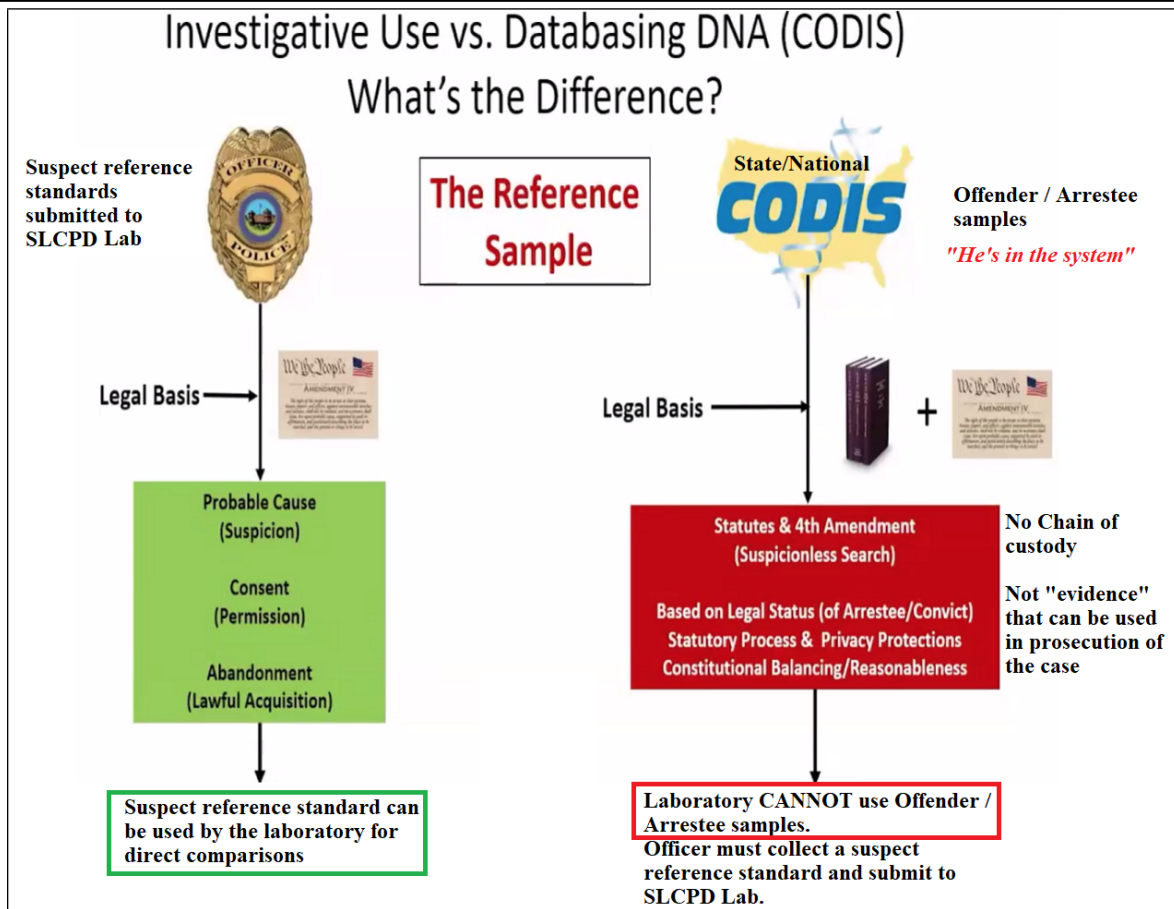 Investigative Use vs. Databasing DNA (CODIS)
What's the Difference?
Suspect reference
standards
submitted to
SLCPD Lab
OFFICER
POLICE
The Reference
Sample
State/National
CODIS
Offender / Arrestee
samples
"He's in the system"
Legal Basis
We the People
AMENDMENT IV
Legal Basis
+
We the People
AMENDMENT IV
Probable Cause
(Suspicion)
Consent
(Permission)
Abandonment
(Lawful Acquisition)
Statutes & 4th Amendment
(Suspicionless Search)
Based on Legal Status (of Arrestee/Convict)
Statutory Process & Privacy Protections
Constitutional Balancing/Reasonableness
No Chain of
custody
Not "evidence"
that can be used
in prosecution of
the case
Suspect reference standard can
be used by the laboratory for
direct comparisons
Laboratory CANNOT use Offender /
Arrestee samples.
Officer must collect a suspect
reference standard and submit to
SLCPD Lab.